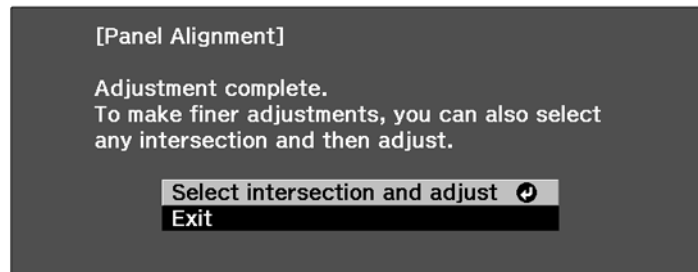 [Panel Alignment]
Adjustment complete.
To make finer adjustments, you can also select
any intersection and then adjust.
Select intersection and adjust
Exit